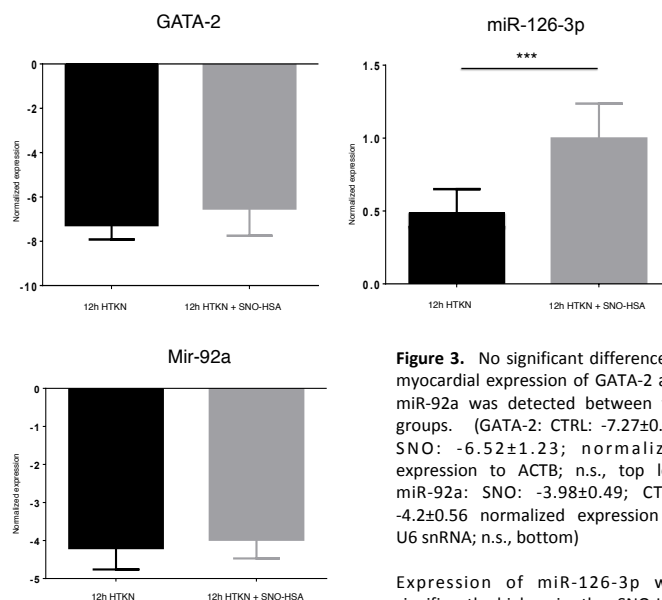 GATA-2
Normalized expression
0
-2
-4
-6
-8
-10
12h HTKN
12h HTKN + SNO-HSA
miR-126-3p
***
Normalized expression
1.5
1.0
0.5
0.0
12h HTKN
12h HTKN + SNO-HSA
Mir-92a
Normalized expression
0
-1
-2
-3
-4
-5
12h HTKN
12h HTKN + SNO-HSA
Figure 3. No significant difference
myocardial expression of GATA-2
miR-92a was detected between
groups. (GATA-2: CTRL: -7.27±0.
SNO: -6.52±1.23; normaliz
expression to ACTB; n.s., top
miR-92a: SNO: -3.98±0.49; CT
-4.2±0.56 normalized expression
U6 snRNA; n.s., bottom)
Expression of miR-126-3p